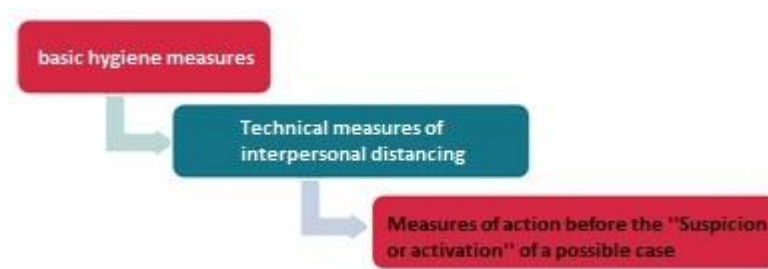 basic hygiene measures
Technical measures of
interpersonal distancing
Measures of action before the "Suspicion
or activation" of a possible case